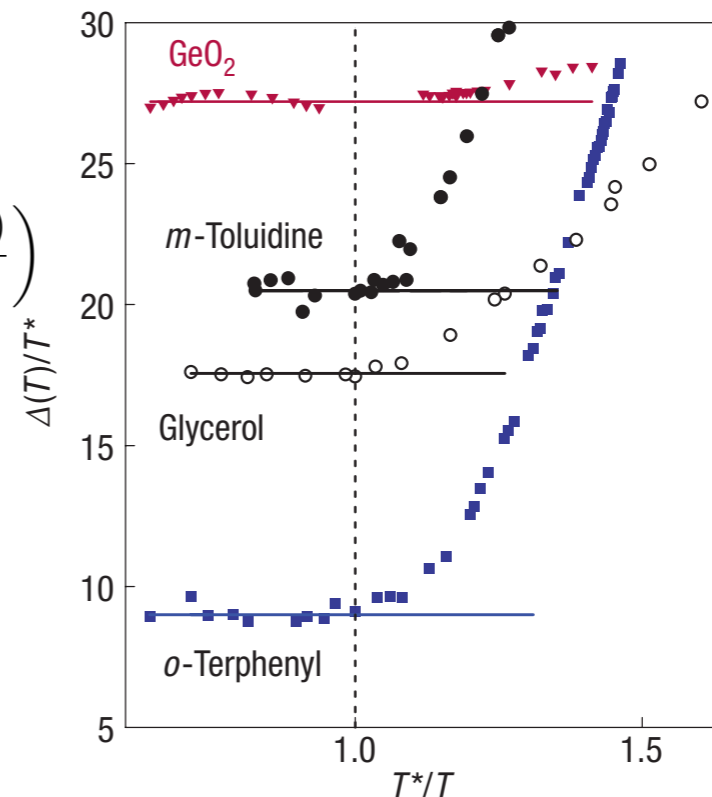 30
25
20
15
10
5
1.0
1.5
Δ(T)/T*
T*/T
GeO₂
m-Toluidine
Glycerol
o-Terphenyl
)